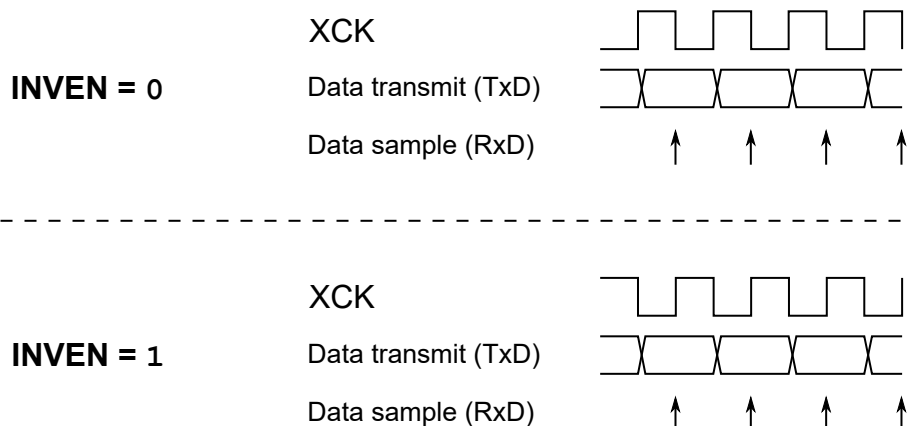 XCK
INVEN = 0
Data transmit (TxD)
Data sample (RxD)
XCK
INVEN = 1
Data transmit (TxD)
Data sample (RxD)